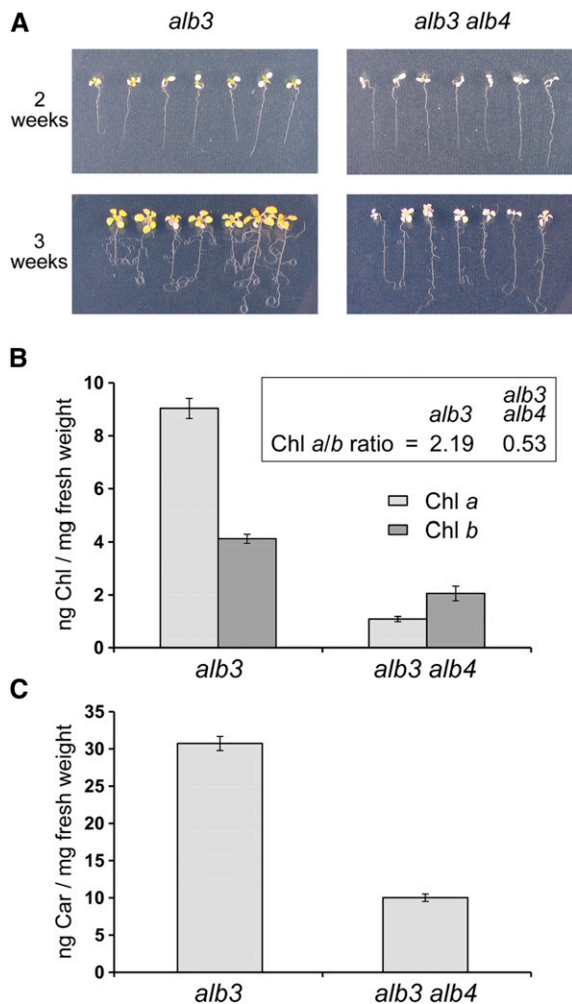 A
alb3
alb3 alb4
2
weeks
3
weeks
B
10
8
6
4
2
0
ng Chl / mg fresh weight
alb3
alb3 alb4
alb3
alb3 alb4
Chl a/b ratio = 2.19 0.53
Chl a
Chl b
C
35
30
25
20
15
10
5
0
ng Car / mg fresh weight
alb3
alb3 alb4